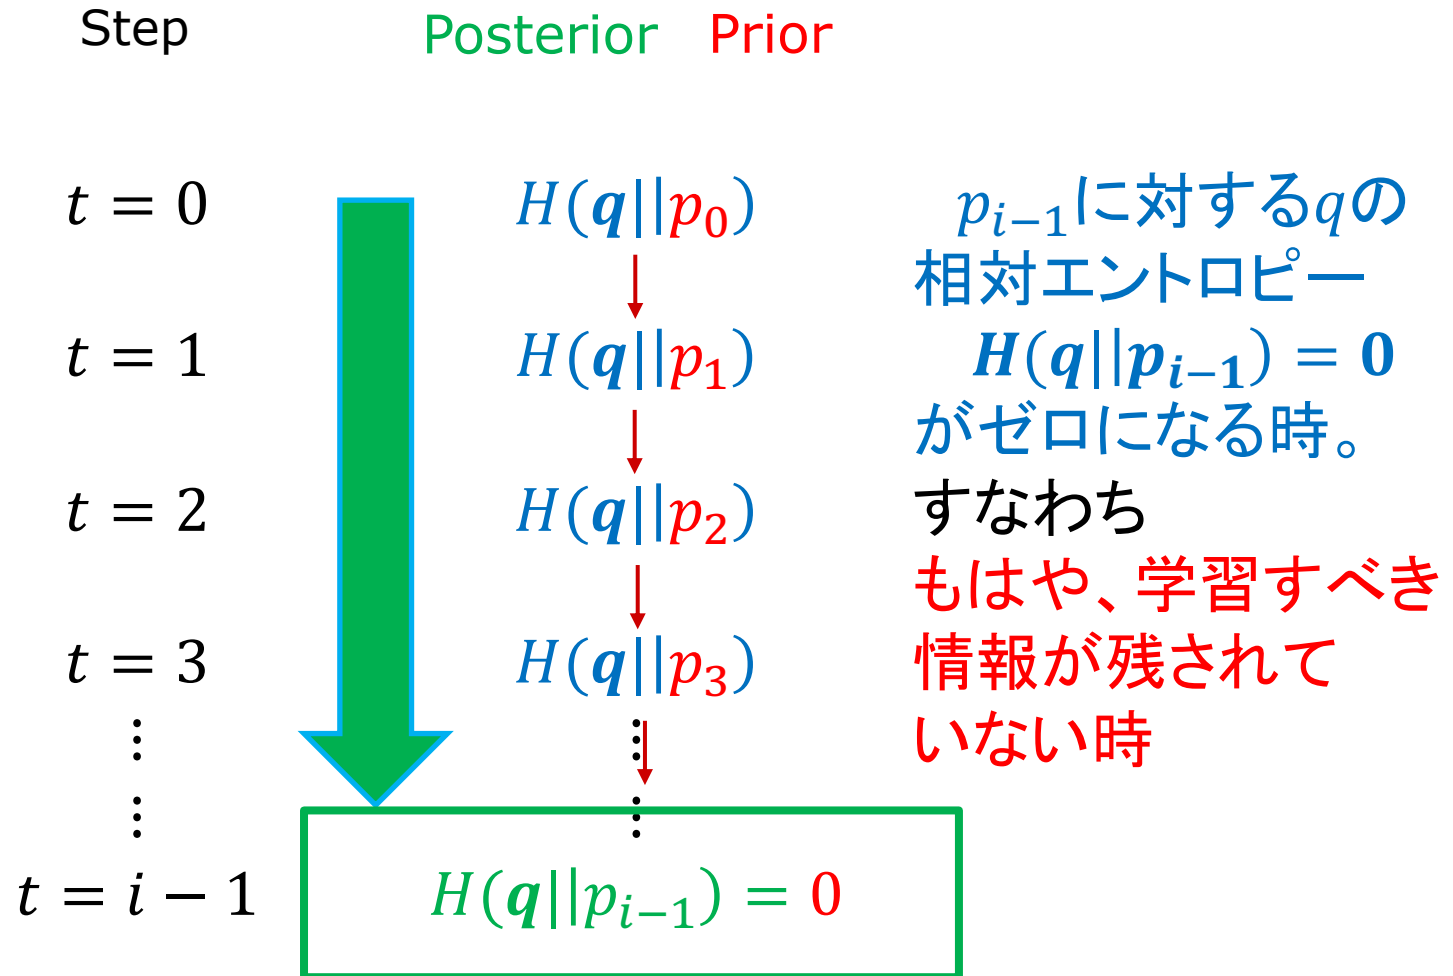 Step Posterior Prior
t = 0 H(q||p₀)
t = 1 H(q||p₁)
t = 2 H(q||p₂)
t = 3 H(q||p₃)
⋮ ⋮
⋮ ⋮
t = i − 1 H(q||pᵢ₋₁) = 0
pᵢ₋₁に対するqの
相対エントロピー
H(q||pᵢ₋₁) = 0
がゼロになる時。
すなわち
もはや、学習すべき
情報が残されて
いない時